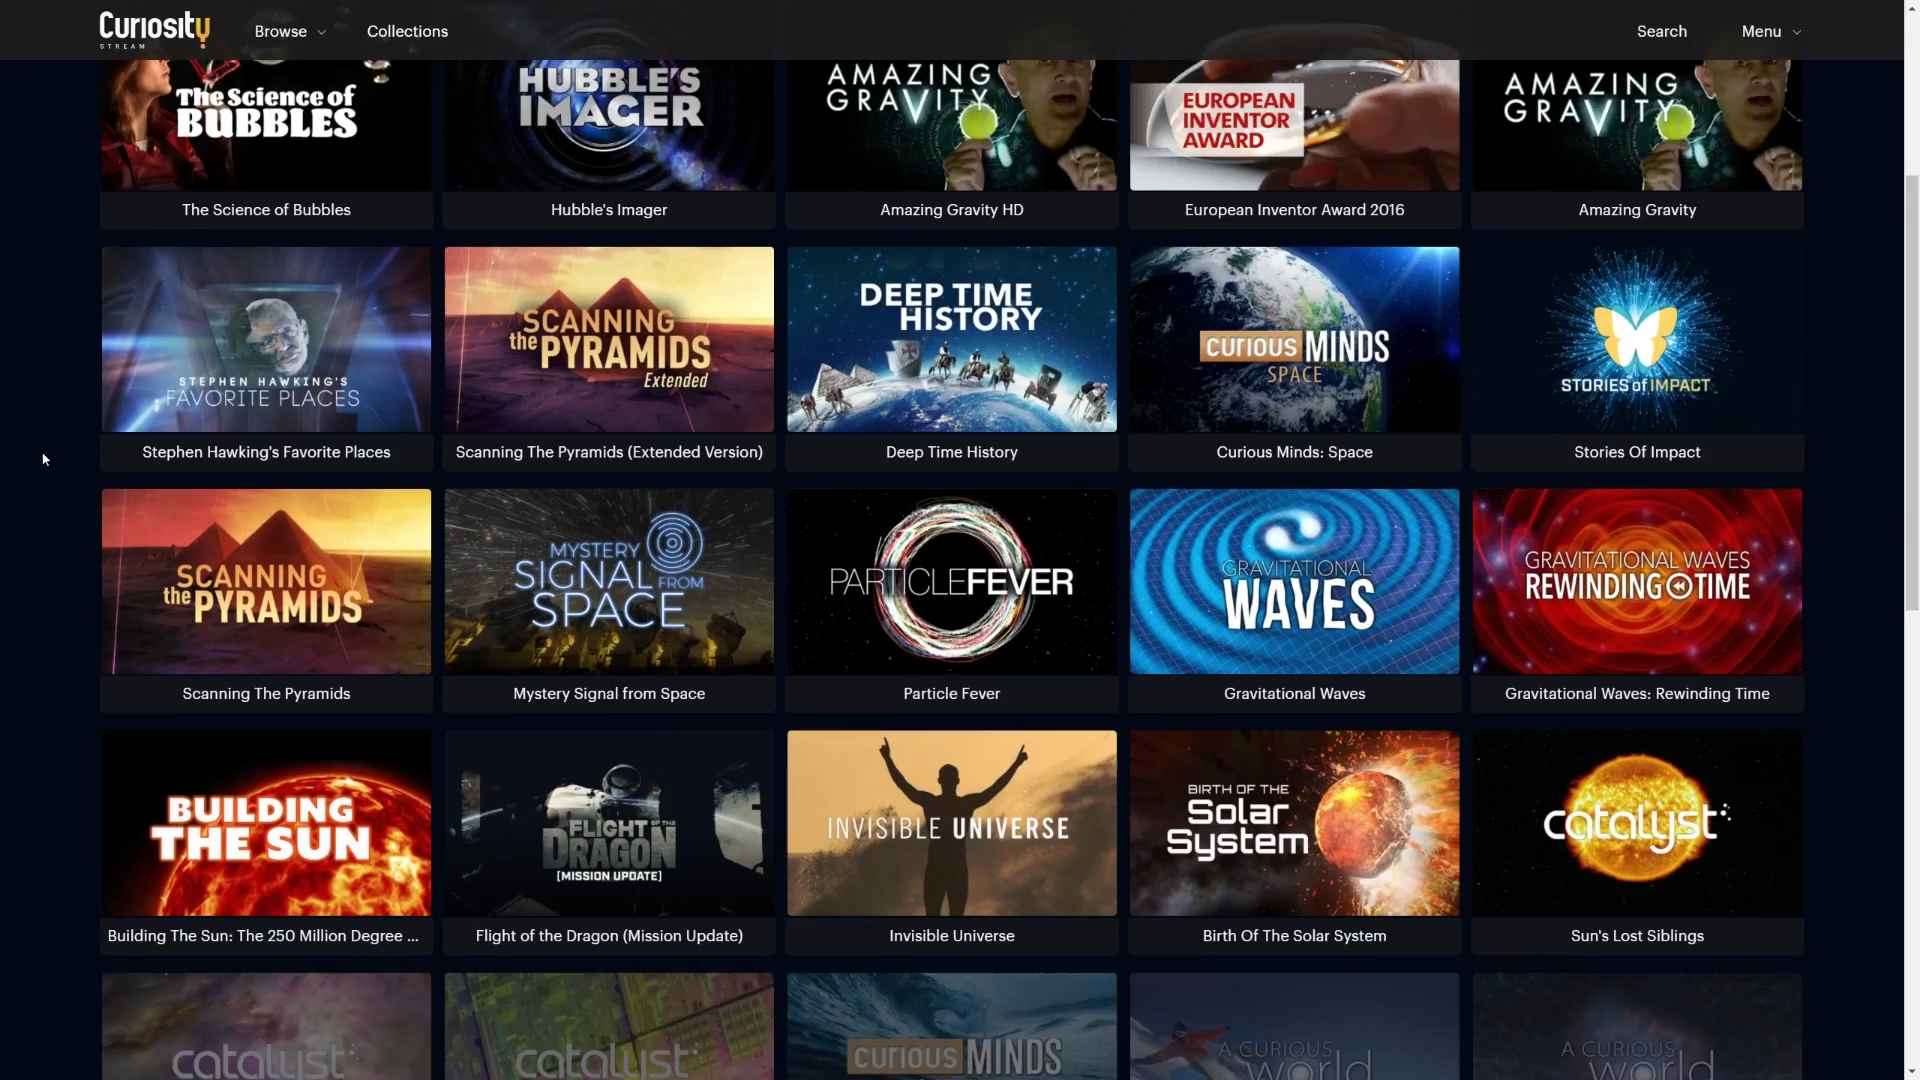 Curiosity
STREAM
Browse
Collections
Search
Menu
The Science of
BUBBLES
HUBBLE'S
IMAGER
AMAZING
GRAVITY
EUROPEAN
INVENTOR
AWARD
AMAZING
GRAVITY
The Science of Bubbles
Hubble's Imager
Amazing Gravity HD
European Inventor Award 2016
Amazing Gravity
STEPHEN HAWKING'S
FAVORITE PLACES
SCANNING
the PYRAMIDS
Extended
DEEP TIME
HISTORY
curious MINDS
SPACE
STORIES of IMPACT
Stephen Hawking's Favorite Places
Scanning The Pyramids (Extended Version)
Deep Time History
Curious Minds: Space
Stories Of Impact
SCANNING
the PYRAMIDS
MYSTERY
SIGNAL FROM
SPACE
PARTICLE FEVER
GRAVITATIONAL
WAVES
GRAVITATIONAL WAVES
REWINDING TIME
Scanning The Pyramids
Mystery Signal from Space
Particle Fever
Gravitational Waves
Gravitational Waves: Rewinding Time
BUILDING
THE SUN
FLIGHT OF THE
DRAGON
[MISSION UPDATE]
INVISIBLE UNIVERSE
BIRTH OF THE
Solar
System
catalyst
Building The Sun: The 250 Million Degree ...
Flight of the Dragon (Mission Update)
Invisible Universe
Birth Of The Solar System
Sun's Lost Siblings
catalyst
catalyst
curious MINDS
A CURIOUS
world
A CURIOUS
world